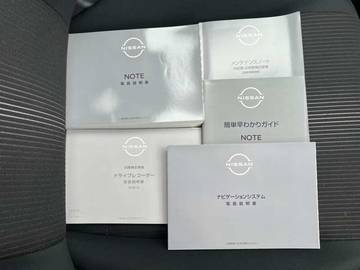 NISSAN
NOTE
取扱説明書
NISSAN
メンテナンスノート
NISSAN
簡単早わかりガイド
NOTE
NISSAN
ドライブレコーダー
取扱説明書
NISSAN
ナビゲーションシステム
取扱説明書